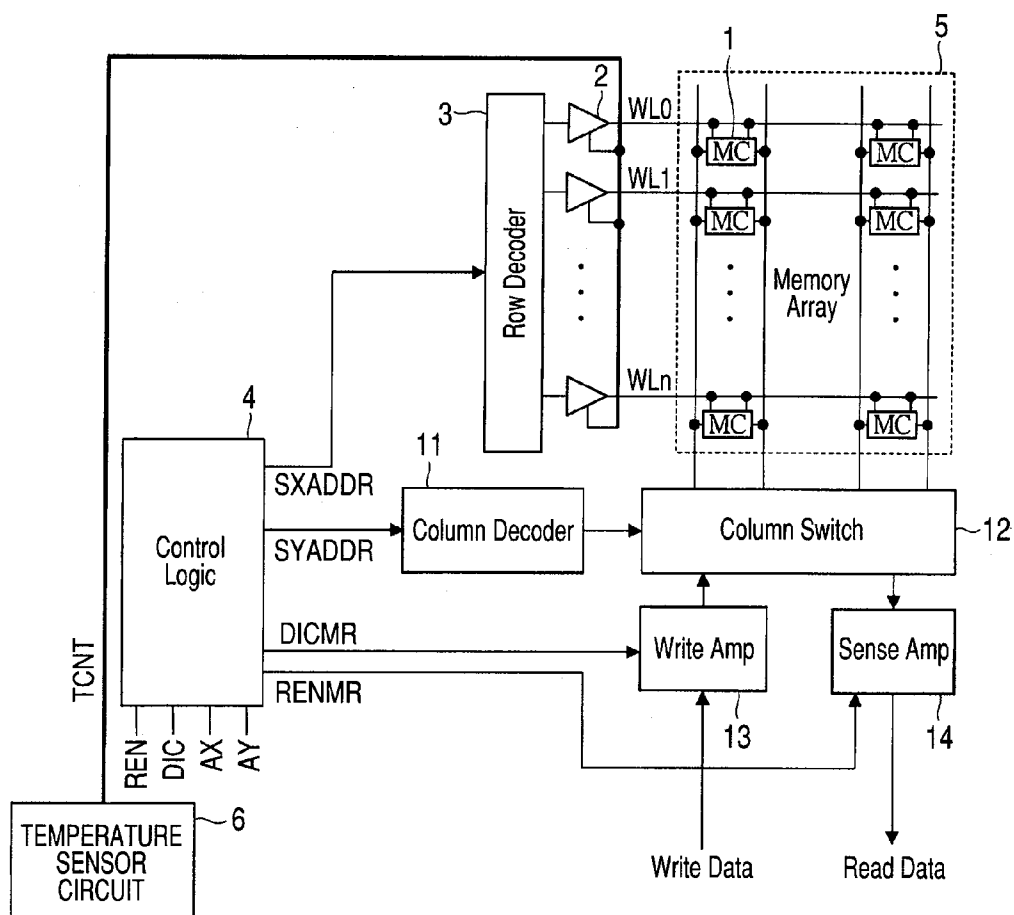 1
5
2
3
WL0
MC
MC
WL1
MC
MC
Row Decoder
Memory
Array
WLn
MC
MC
4
SXADDR
11
Control
Logic
SYADDR
Column Decoder
Column Switch
12
DICMR
Write Amp
Sense Amp
TCNT
RENMR
13
14
REN
DIC
AX
AY
6
TEMPERATURE
SENSOR
CIRCUIT
Write Data
Read Data